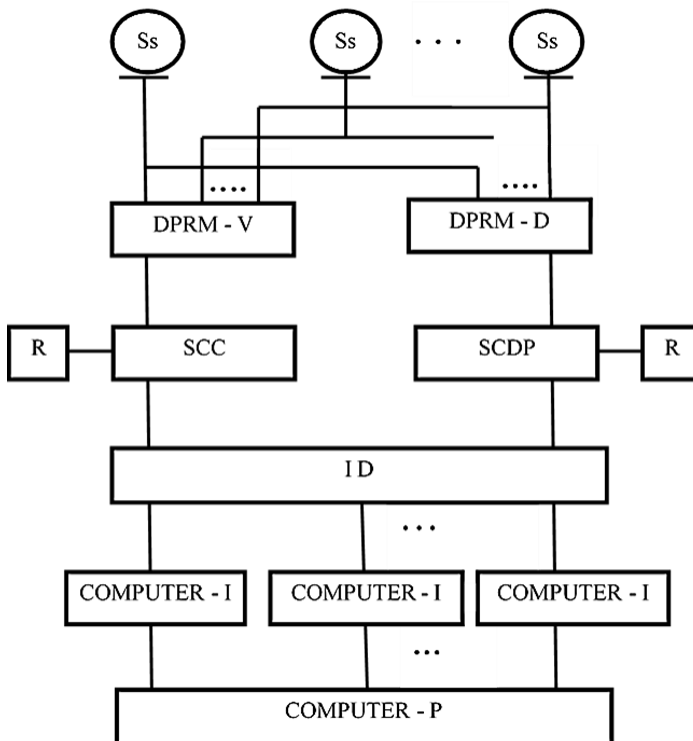 Ss Ss . . . Ss
.... ....
DPRM - V DPRM - D
R SCC SCDP R
I D
...
COMPUTER - I COMPUTER - I COMPUTER - I
...
COMPUTER - P